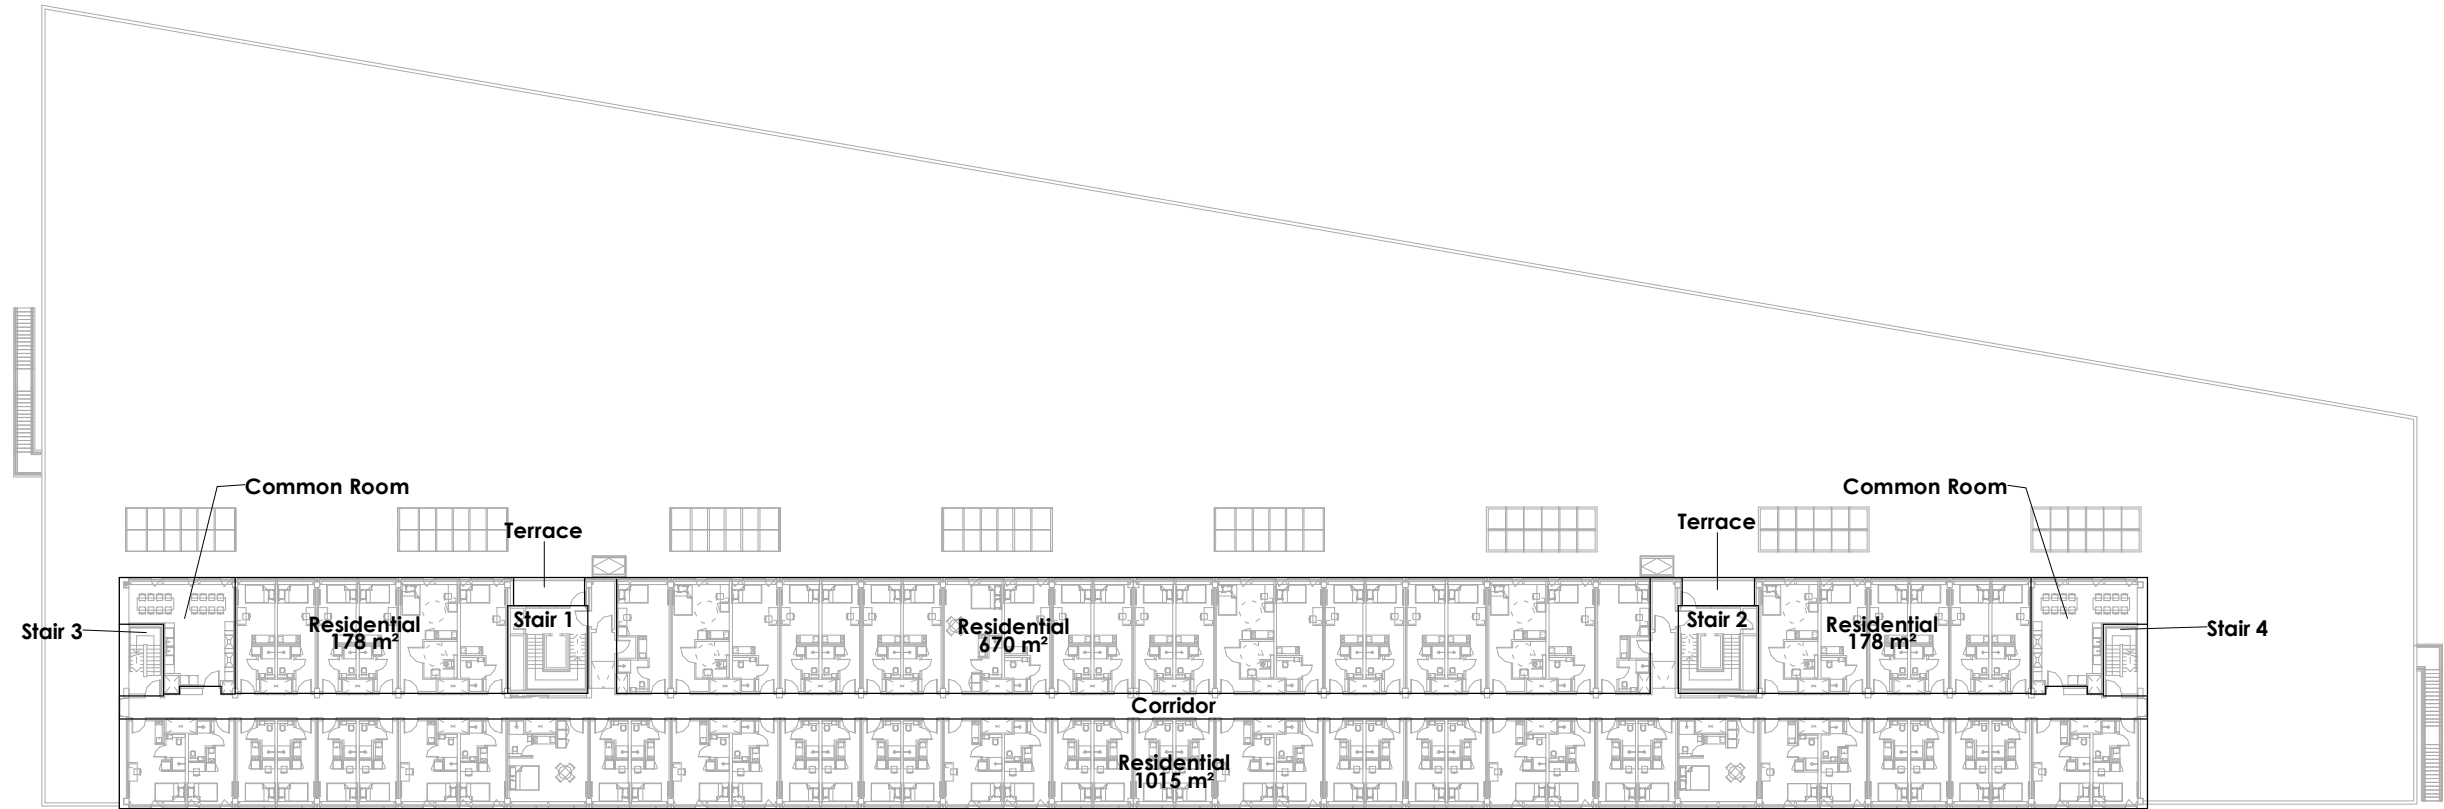 Common Room
Common Room
Terrace
Terrace
Stair 3
Residential
178 m²
Stair 1
Residential
670 m²
Stair 2
Residential
178 m²
Stair 4
Corridor
Residential
1015 m²